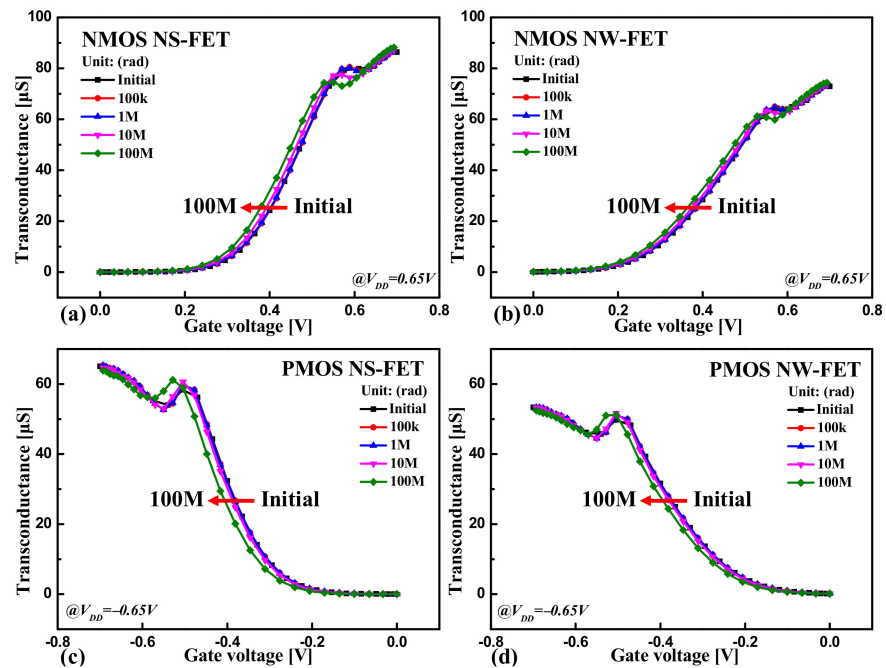 NMOS NS-FET
Unit: (rad)
Initial
100k
1M
10M
100M
100M Initial
@V_DD=0.65V
(a)
Transconductance [µS]
Gate voltage [V]
0 20 40 60 80 100
0.0 0.2 0.4 0.6 0.8
NMOS NW-FET
Unit: (rad)
Initial
100k
1M
10M
100M
100M Initial
@V_DD=0.65V
(b)
Transconductance [µS]
Gate voltage [V]
0 20 40 60 80 100
0.0 0.2 0.4 0.6 0.8
PMOS NS-FET
Unit: (rad)
Initial
100k
1M
10M
100M
100M Initial
@V_DD=–0.65V
(c)
Transconductance [µS]
Gate voltage [V]
0 20 40 60
-0.8 -0.6 -0.4 -0.2 0.0
PMOS NW-FET
Unit: (rad)
Initial
100k
1M
10M
100M
100M Initial
@V_DD=–0.65V
(d)
Transconductance [µS]
Gate voltage [V]
0 20 40 60
-0.8 -0.6 -0.4 -0.2 0.0